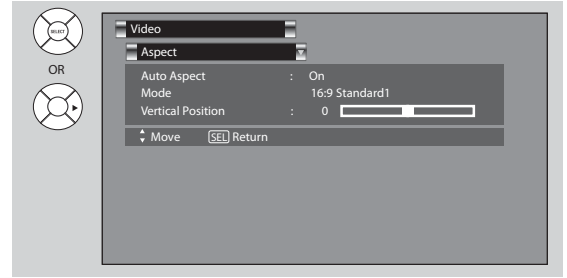 SELECT
OR
Video
Aspect
Auto Aspect : On
Mode 16:9 Standard1
Vertical Position : 0
Move SEL Return